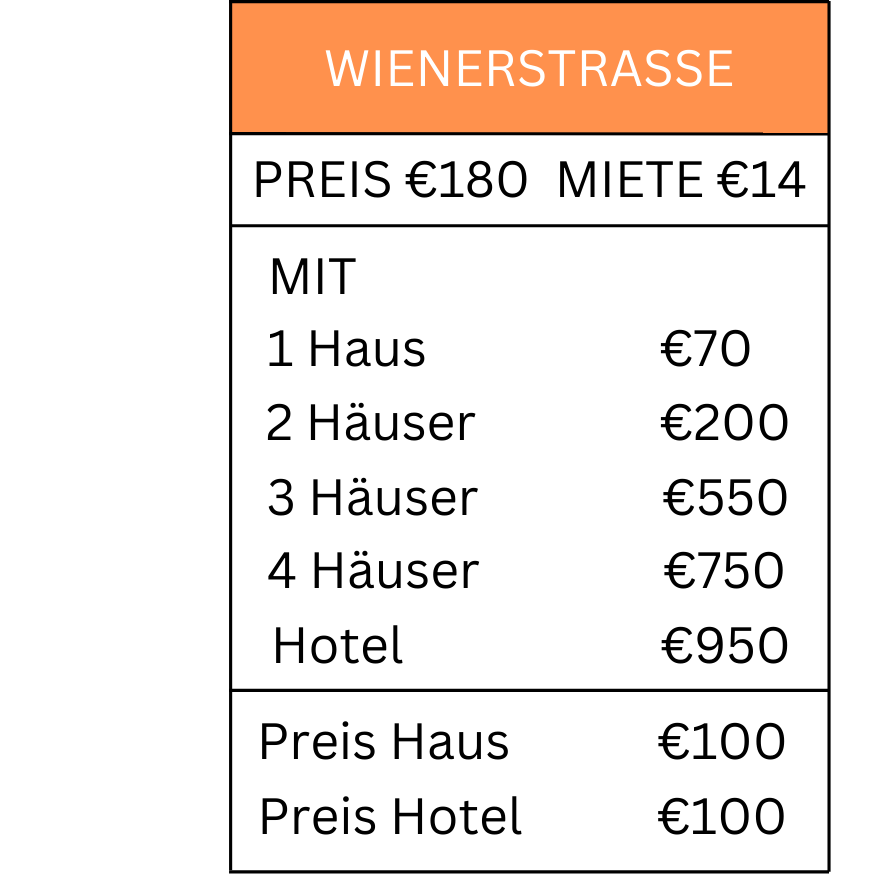 WIENERSTRASSE
PREIS €180 MIETE €14
MIT
1 Haus €70
2 Häuser €200
3 Häuser €550
4 Häuser €750
Hotel €950
Preis Haus €100
Preis Hotel €100